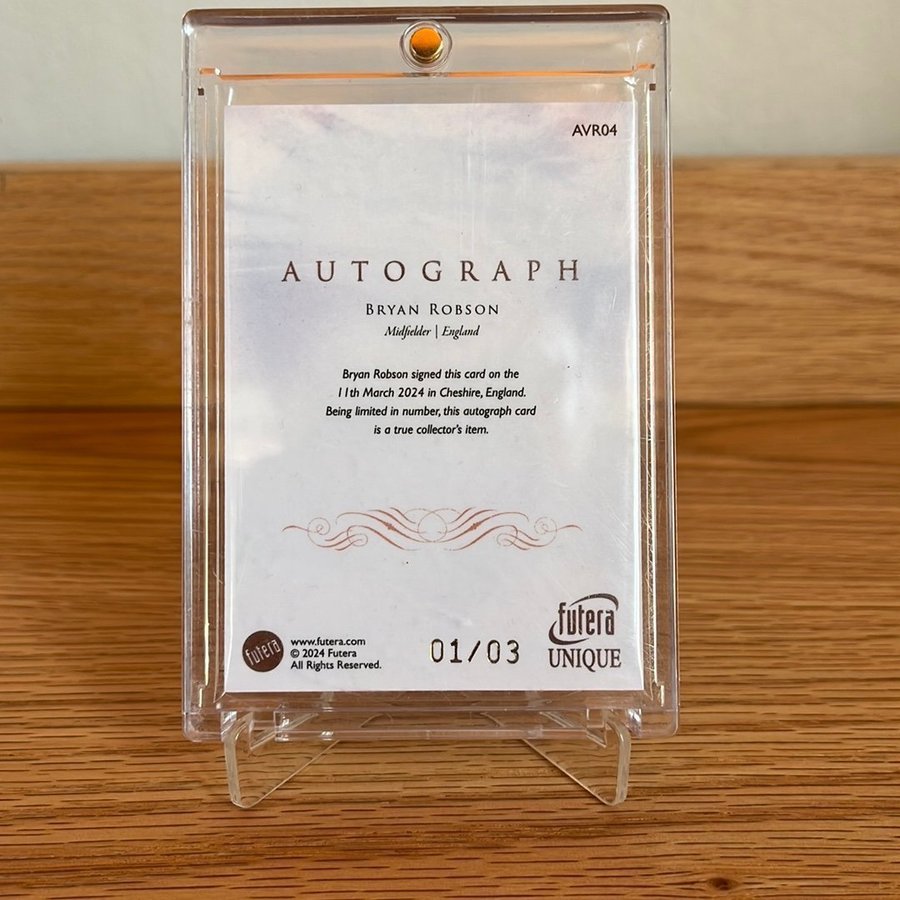 AVR04
AUTOGRAPH
BRYAN ROBSON
Midfielder | England
Bryan Robson signed this card on the
11th March 2024 in Cheshire, England.
Being limited in number, this autograph card
is a true collector's item.
futera
www.futera.com
© 2024 Futera
All Rights Reserved.
01/03
futera
UNIQUE